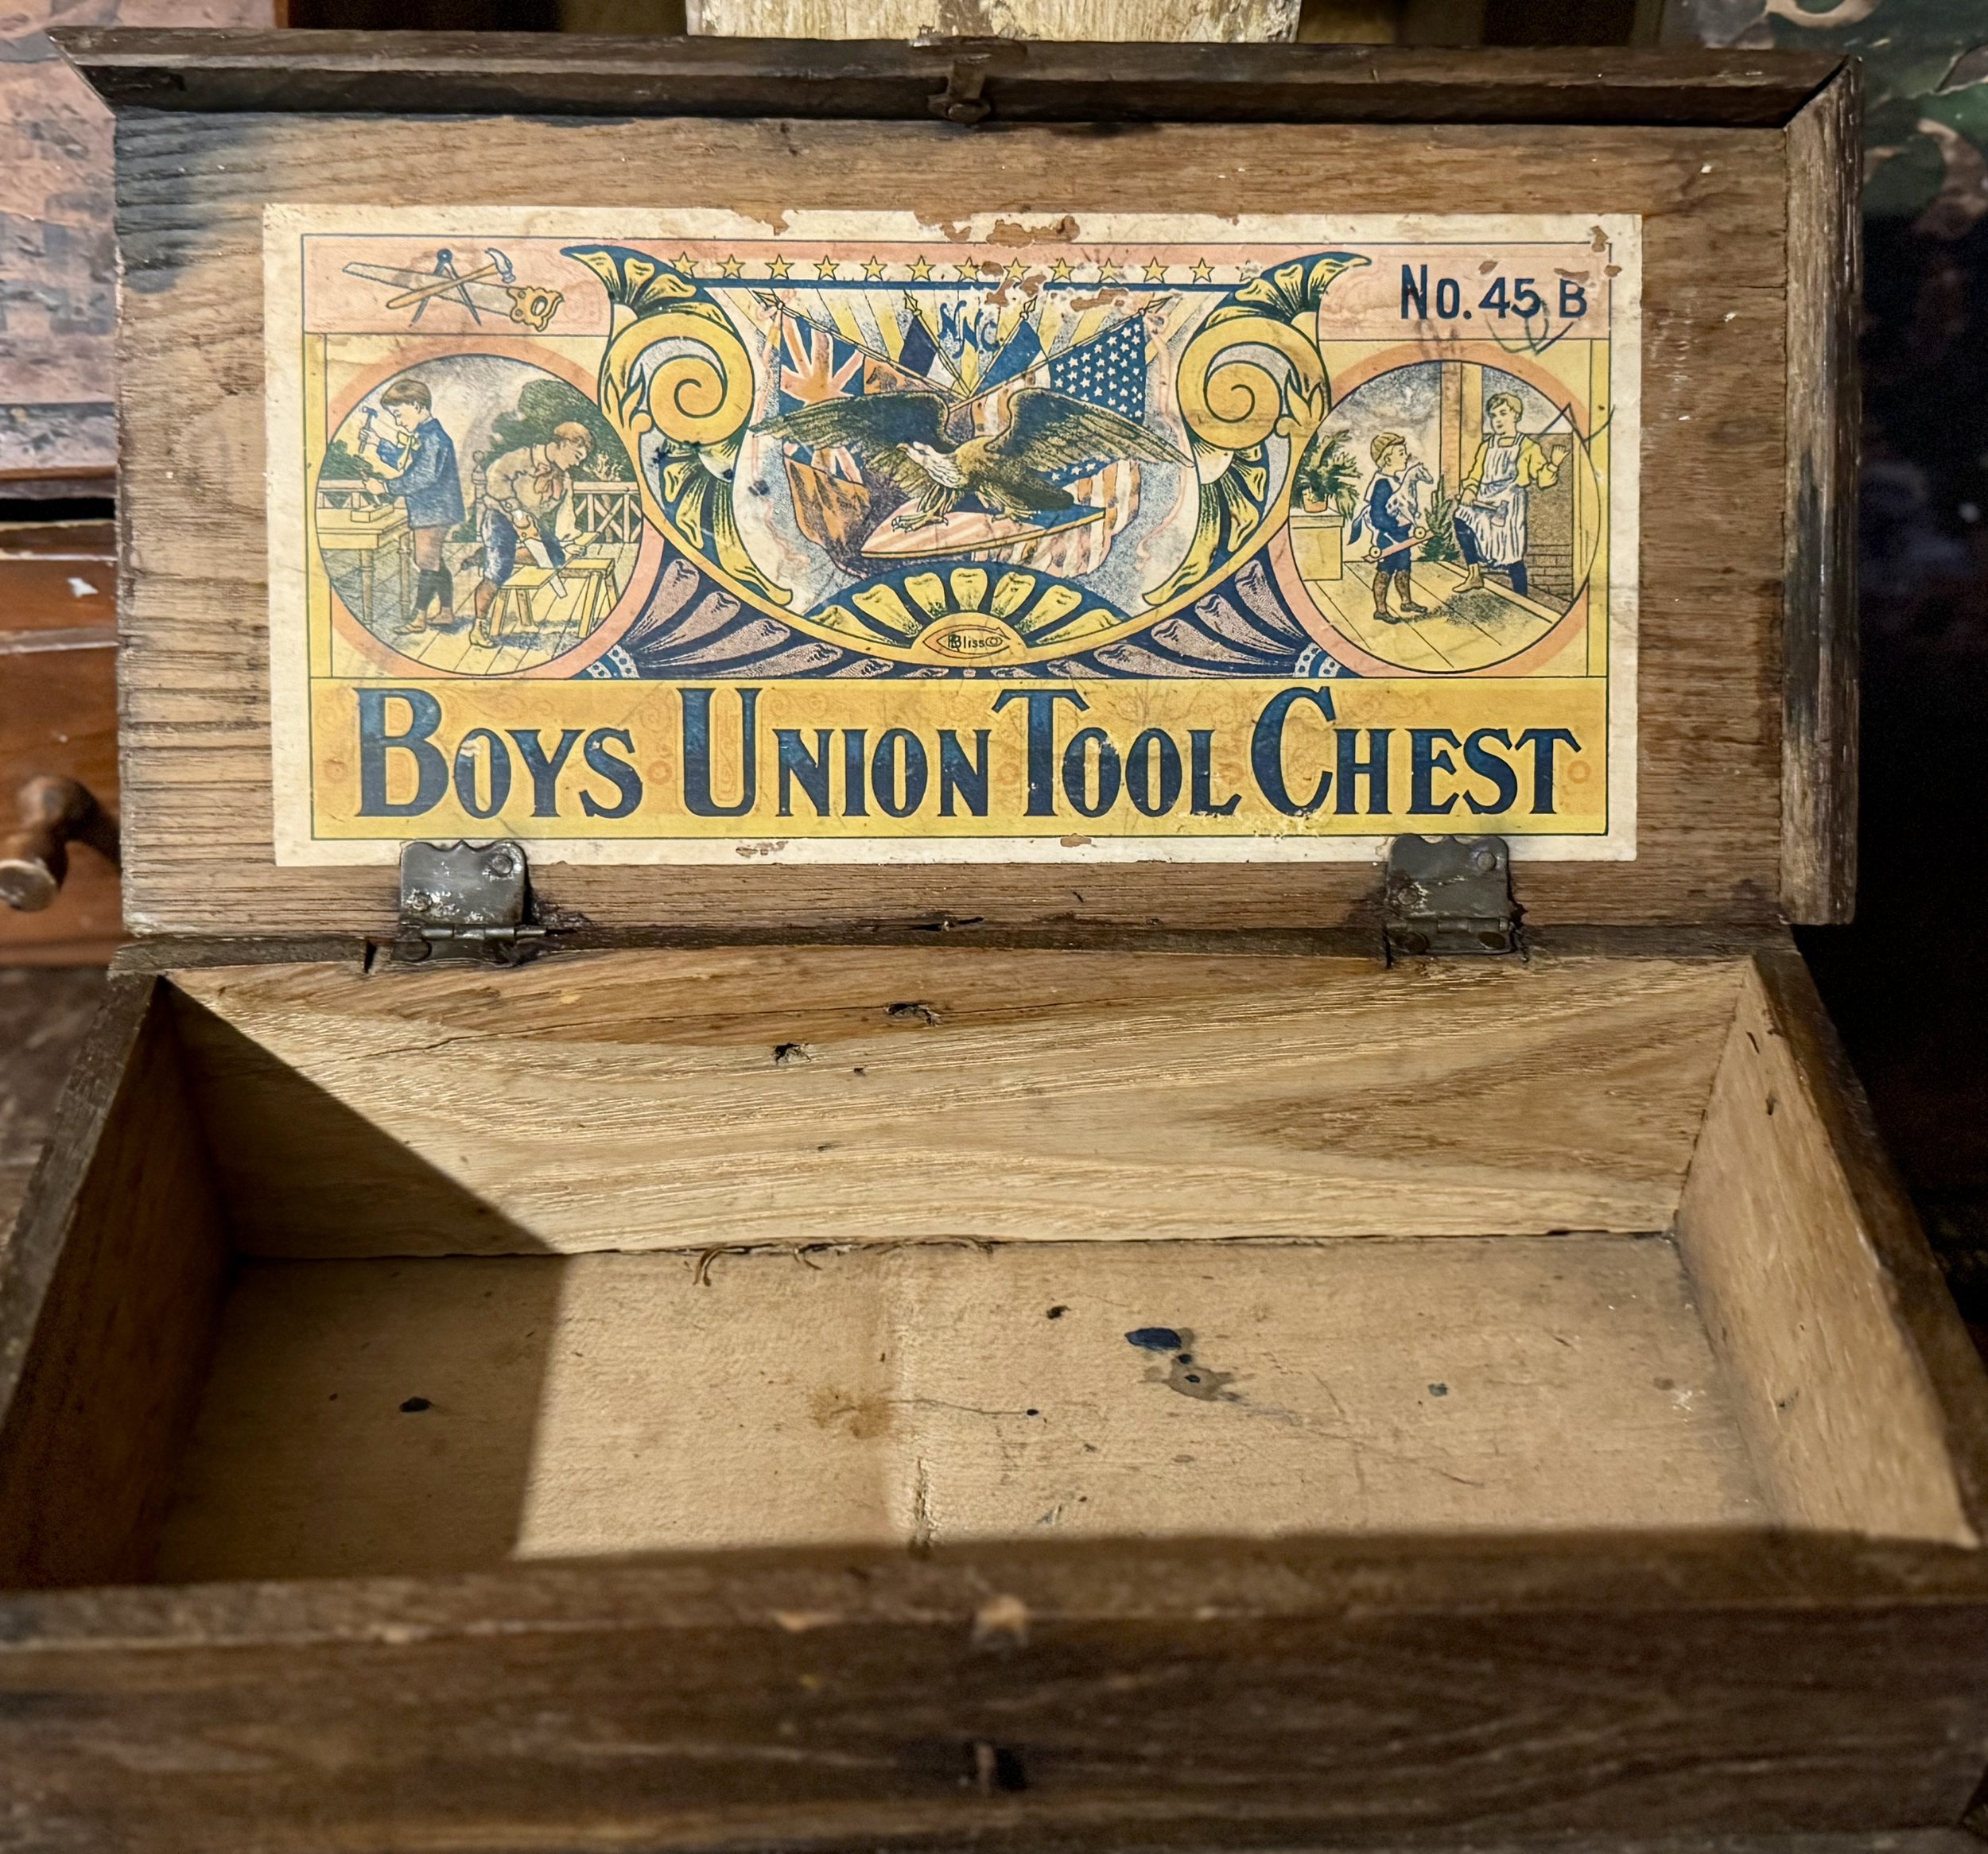 No. 45 B
NNC
Bliss
BOYS UNION TOOL CHEST